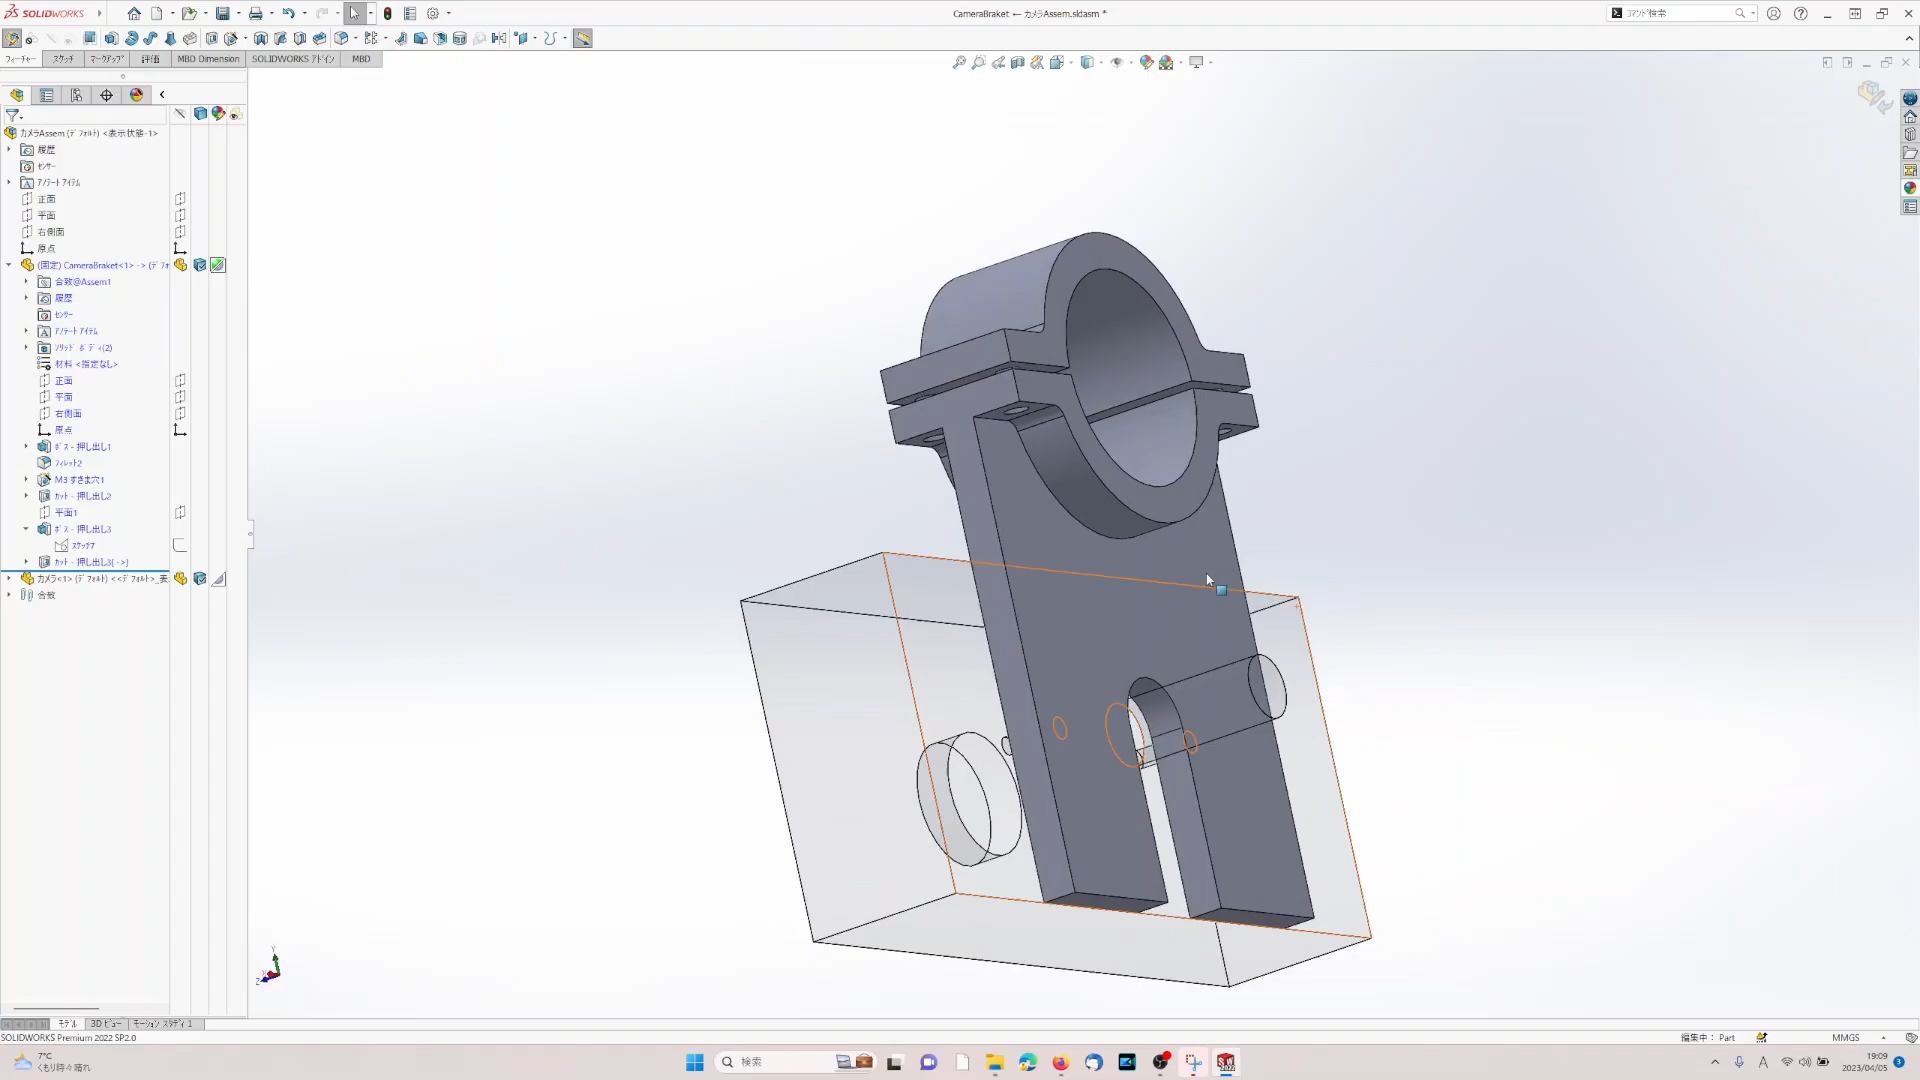 SOLIDWORKS
CameraBraket ← カメラAssem.sldasm *
コマンド検索
フィーチャー
スケッチ
マークアップ
評価
MBD Dimension
SOLIDWORKS アドイン
MBD
カメラAssem (デフォルト) <表示状態-1>
履歴
センサー
アノテート アイテム
正面
平面
右側面
原点
(固定) CameraBraket<1> -> (デフォ
合致@Assem1
履歴
センサー
アノテート アイテム
ソリッド ボディ(2)
材料 <指定なし>
正面
平面
右側面
原点
ボス - 押し出し1
フィレット2
M3 すきま穴1
カット - 押し出し2
平面1
ボス - 押し出し3
スケッチ7
カット - 押し出し3{ ->}
カメラ<1> (デフォルト) <<デフォルト>_表
合致
Y
Z
モデル
3D ビュー
モーション スタディ 1
SOLIDWORKS Premium 2022 SP2.0
編集中： Part
MMGS
7°C
くもり時々晴れ
検索
A
19:09
2023/04/05
3